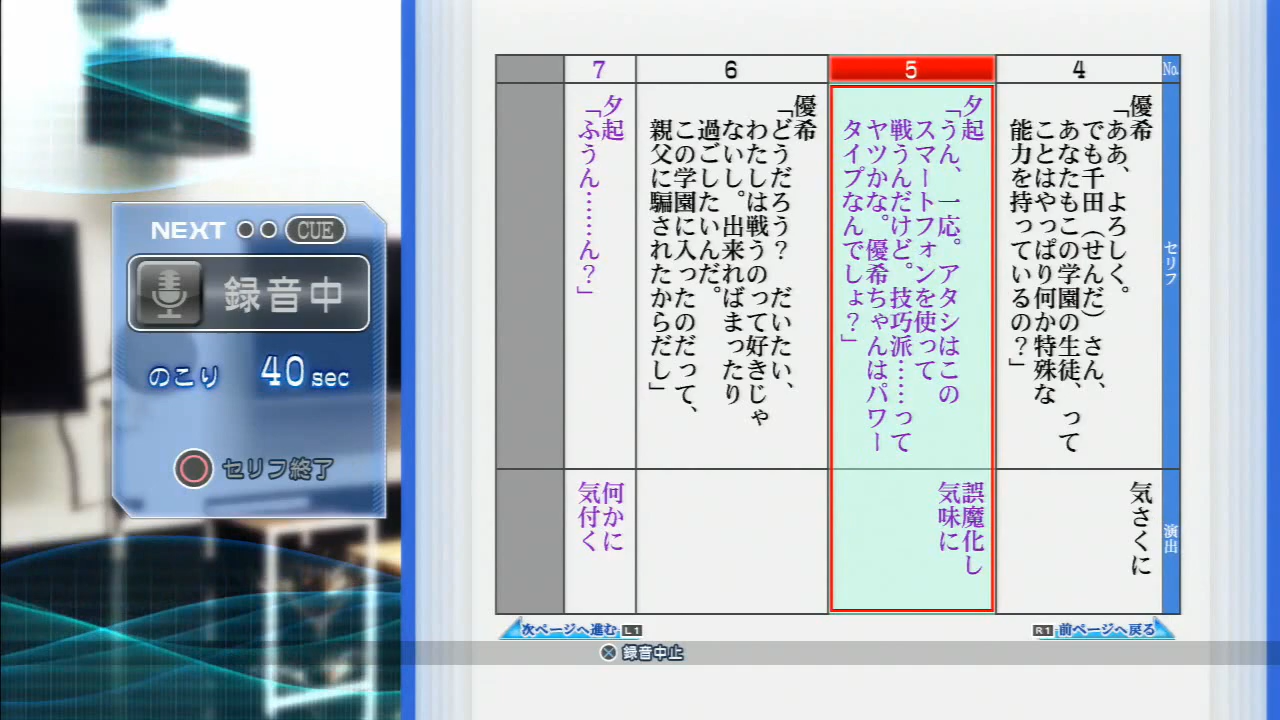 NEXT CUE
録音中
のこり 40sec
セリフ終了
No.
セリフ
演出
4
優希
「ああ、よろしく。
でも千田（せんだ）さん、
あなたもこの学園の生徒、って
ことはやっぱり何か特殊な
能力を持っているの？」
気さくに
5
夕起
「うん、一応。アタシはこの
スマートフォンを使って
戦うんだけど。技巧派……って
ヤツかな。優希ちゃんはパワー
タイプなんでしょ？」
誤魔化し
気味に
6
優希
「どうだろう？　だいたい、
わたしは戦うのって好きじゃ
ないし。出来ればまったり
過ごしたいんだ。
この学園に入ったのだって、
親父に騙されたからだし」
7
夕起
「ふうん……ん？」
何かに
気付く
次ページへ進む L1
R1 前ページへ戻る
録音中止